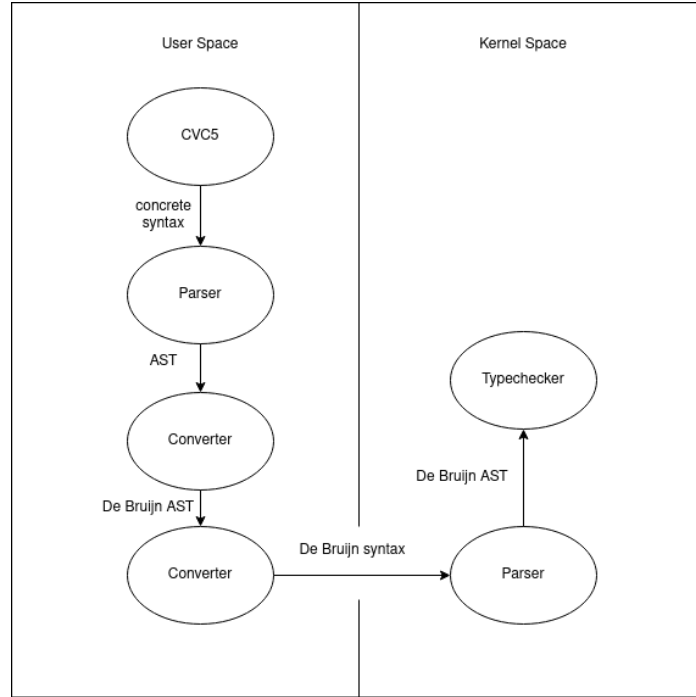 User Space
Kernel Space
CVC5
concrete
syntax
Parser
AST
Converter
De Bruijn AST
Converter
De Bruijn syntax
Parser
De Bruijn AST
Typechecker